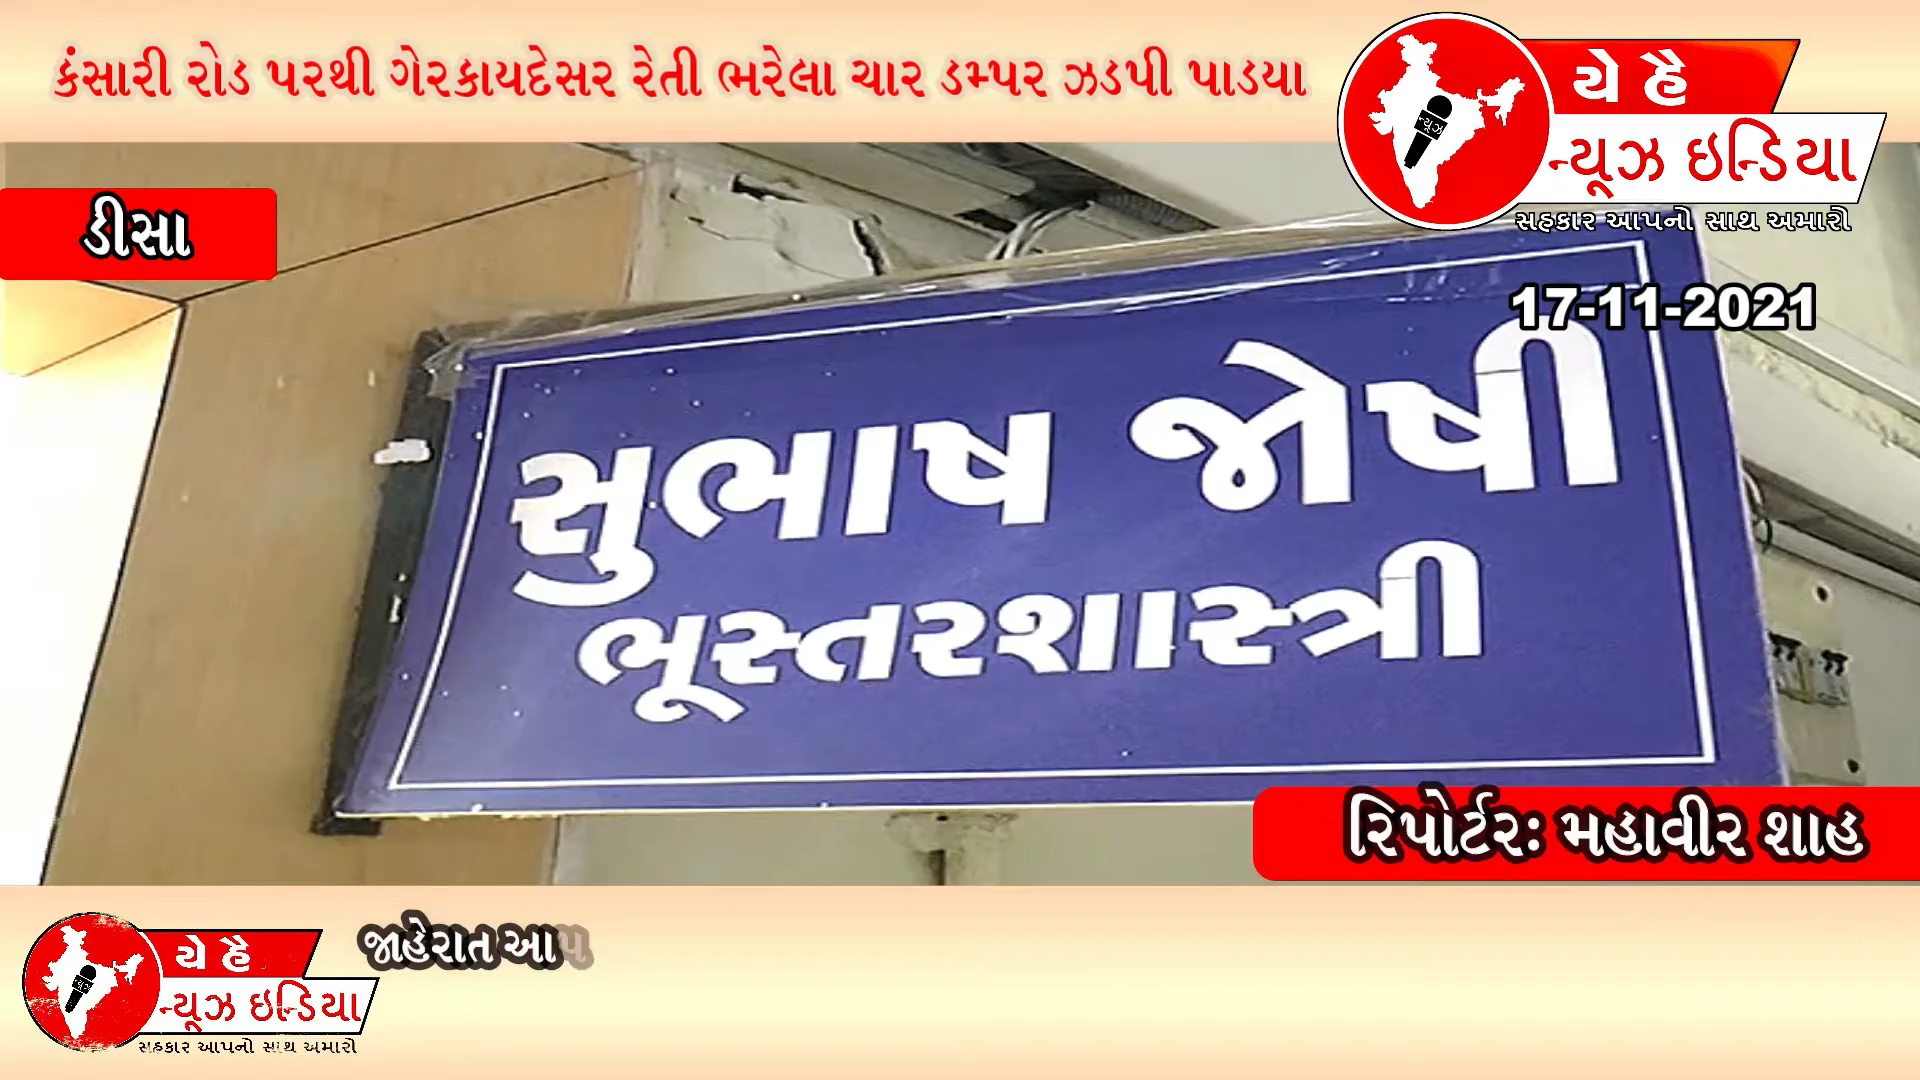 કંસારી રોડ પરથી ગેરકાયદેસર રેતી ભરેલા ચાર ડમ્પર ઝડપી પાડયા
યે હૈ
ન્યૂઝ
ન્યૂઝ ઇન્ડિયા
સહકાર આપનો સાથ અમારો
ડીસા
17-11-2021
સુભાષ જોષી
ભૂસ્તરશાસ્ત્રી
રિપોર્ટર: મહાવીર શાહ
જાહેરાત આપ
યે હૈ
ન્યૂઝ ઇન્ડિયા
સહકાર આપનો સાથ અમારો